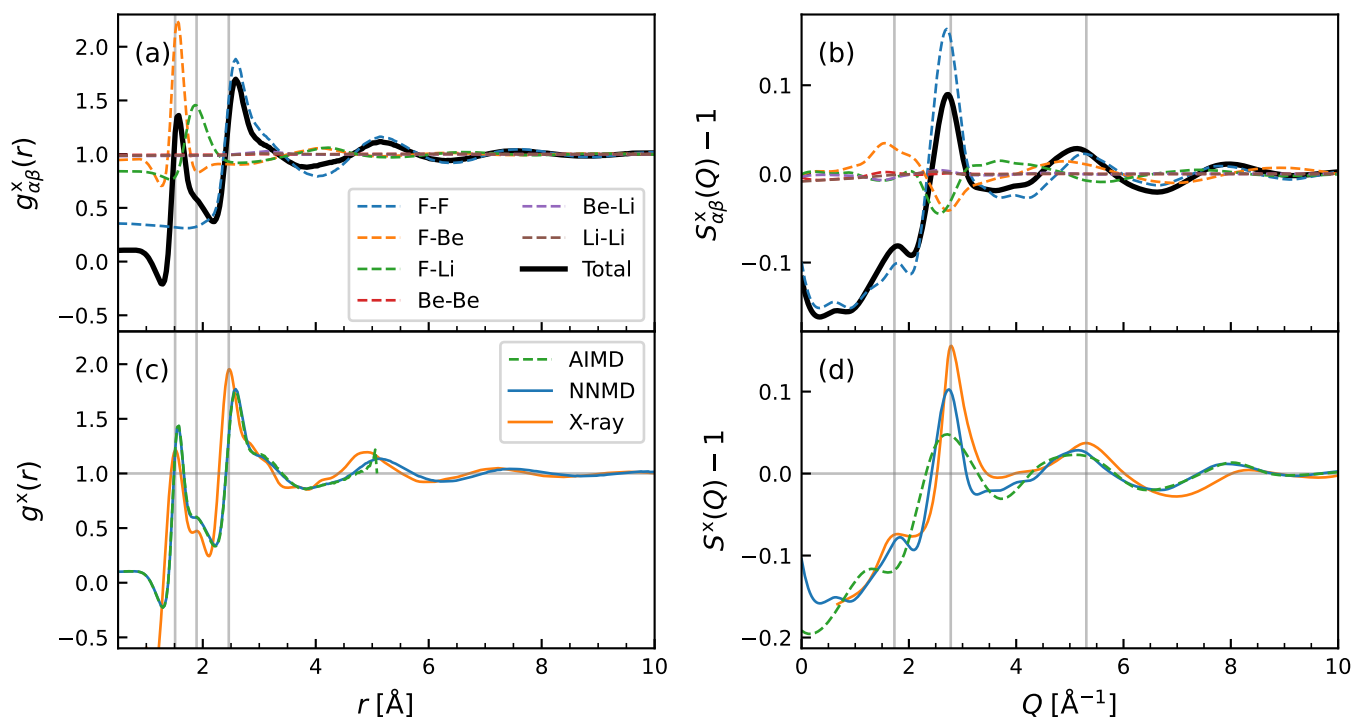 (a)
2.0
1.5
1.0
0.5
0.0
−0.5
g^x_αβ(r)
F-F
F-Be
F-Li
Be-Be
Be-Li
Li-Li
Total
(b)
0.1
0.0
−0.1
S^x_αβ(Q) − 1
(c)
2.0
1.5
1.0
0.5
0.0
−0.5
g^x(r)
AIMD
NNMD
X-ray
2
4
6
8
10
r [Å]
(d)
0.1
0.0
−0.1
−0.2
S^x(Q) − 1
0
2
4
6
8
10
Q [Å⁻¹]